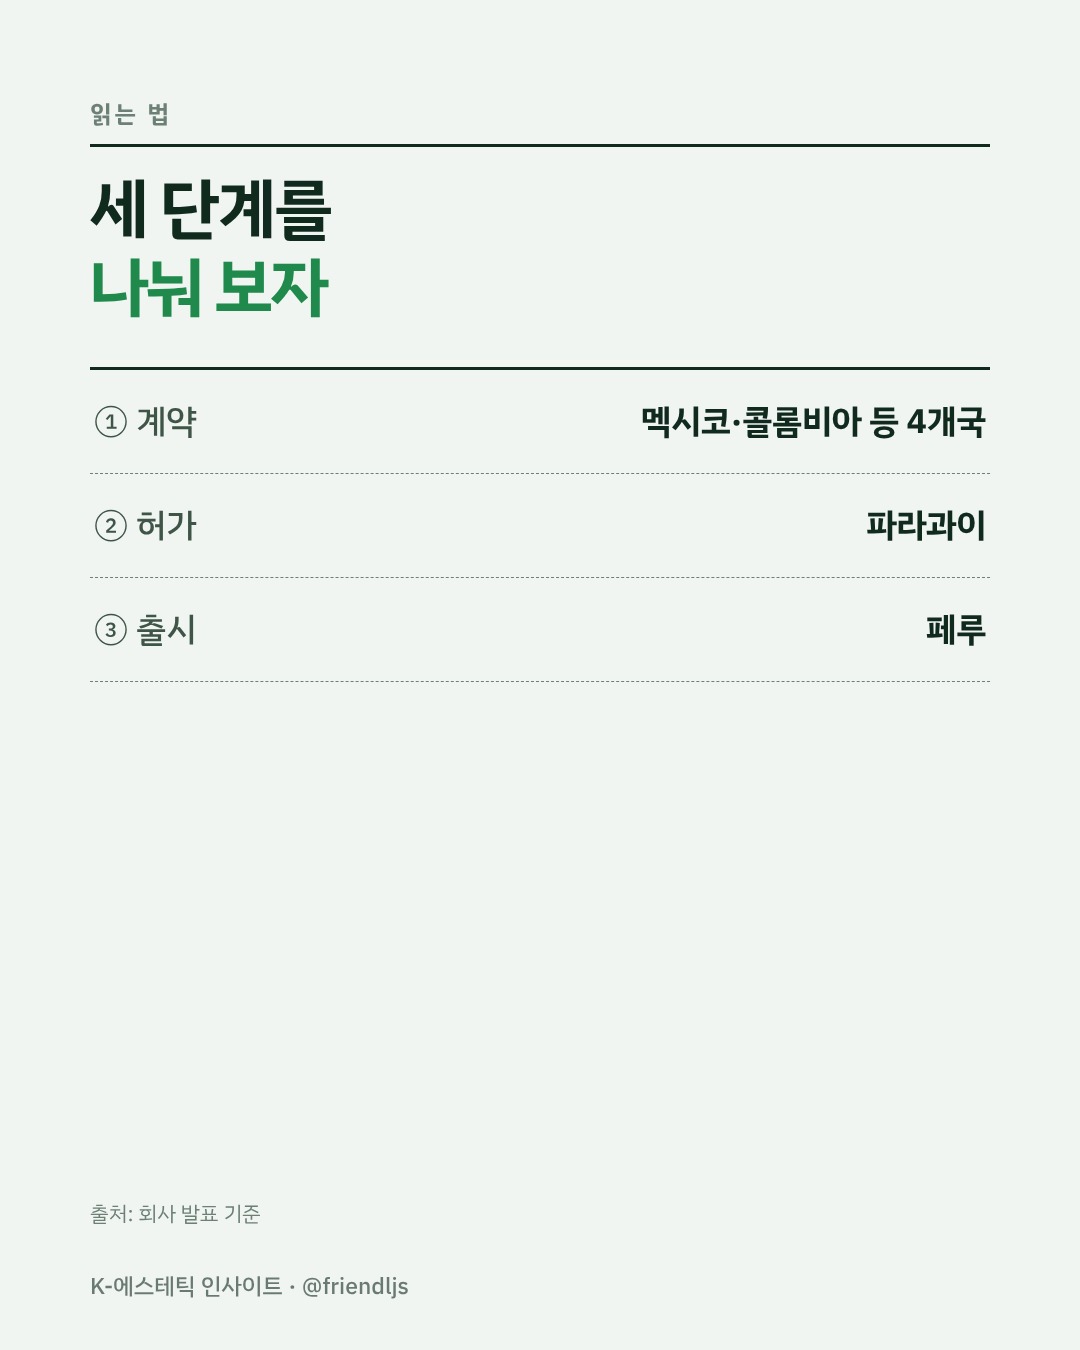 읽는 법
세 단계를
나눠 보자
① 계약 멕시코·콜롬비아 등 4개국
② 허가 파라과이
③ 출시 페루
출처: 회사 발표 기준
K-에스테틱 인사이트 · @friendljs